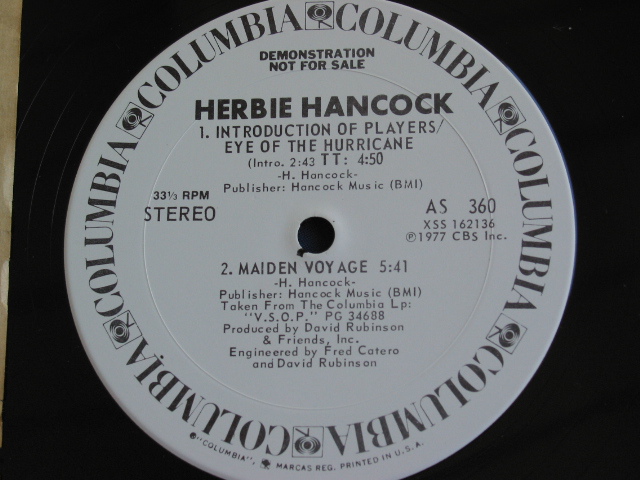 COLUMBIA COLUMBIA COLUMBIA COLUMBIA COLUMBIA COLUMBIA COLUMBIA
DEMONSTRATION
NOT FOR SALE
HERBIE HANCOCK
1. INTRODUCTION OF PLAYERS/
EYE OF THE HURRICANE
(Intro. 2:43 TT: 4:50
-H. Hancock-
Publisher: Hancock Music (BMI)
33⅓ RPM
STEREO
AS 360
XSS 162136
℗1977 CBS Inc.
2. MAIDEN VOYAGE 5:41
-H. Hancock-
Publisher: Hancock Music (BMI)
Taken From The Columbia Lp:
"V.S.O.P." PG 34688
Produced by David Rubinson
& Friends, Inc.
Engineered by Fred Catero
and David Rubinson
®"COLUMBIA", MARCAS REG. PRINTED IN U.S.A.